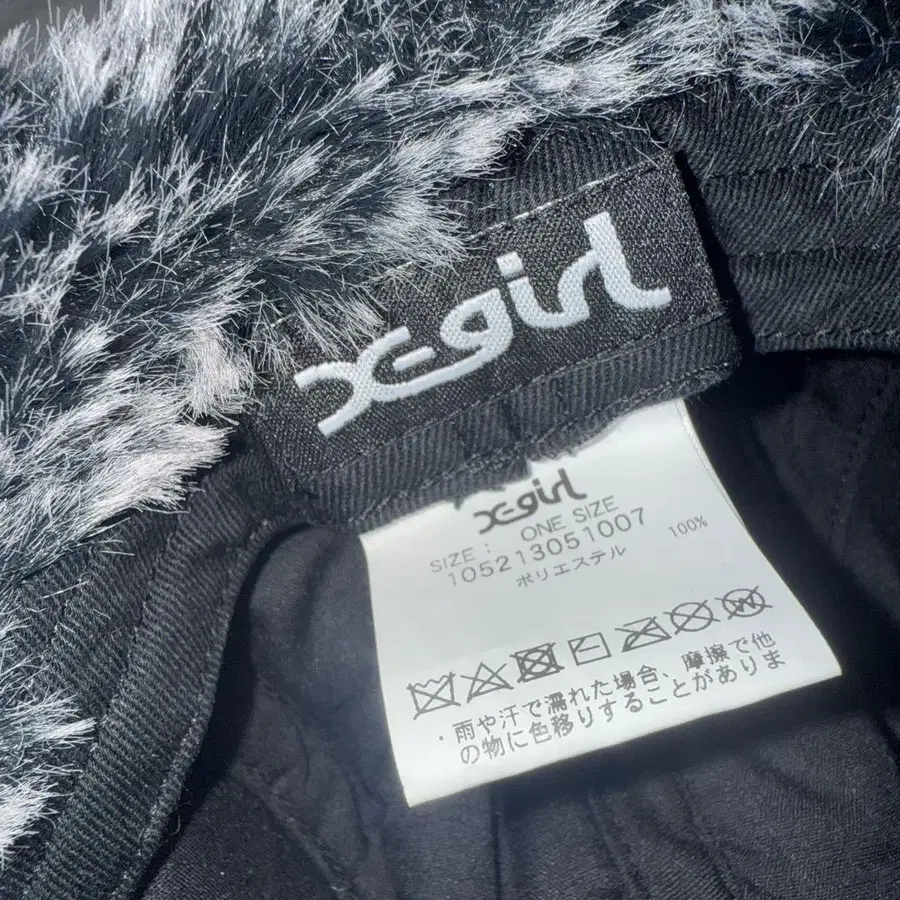 X-girl
X-girl
SIZE : ONE SIZE
105213051007
ポリエステル 100%
・雨や汗で濡れた場合、摩擦で他
の物に色移りすることがありま